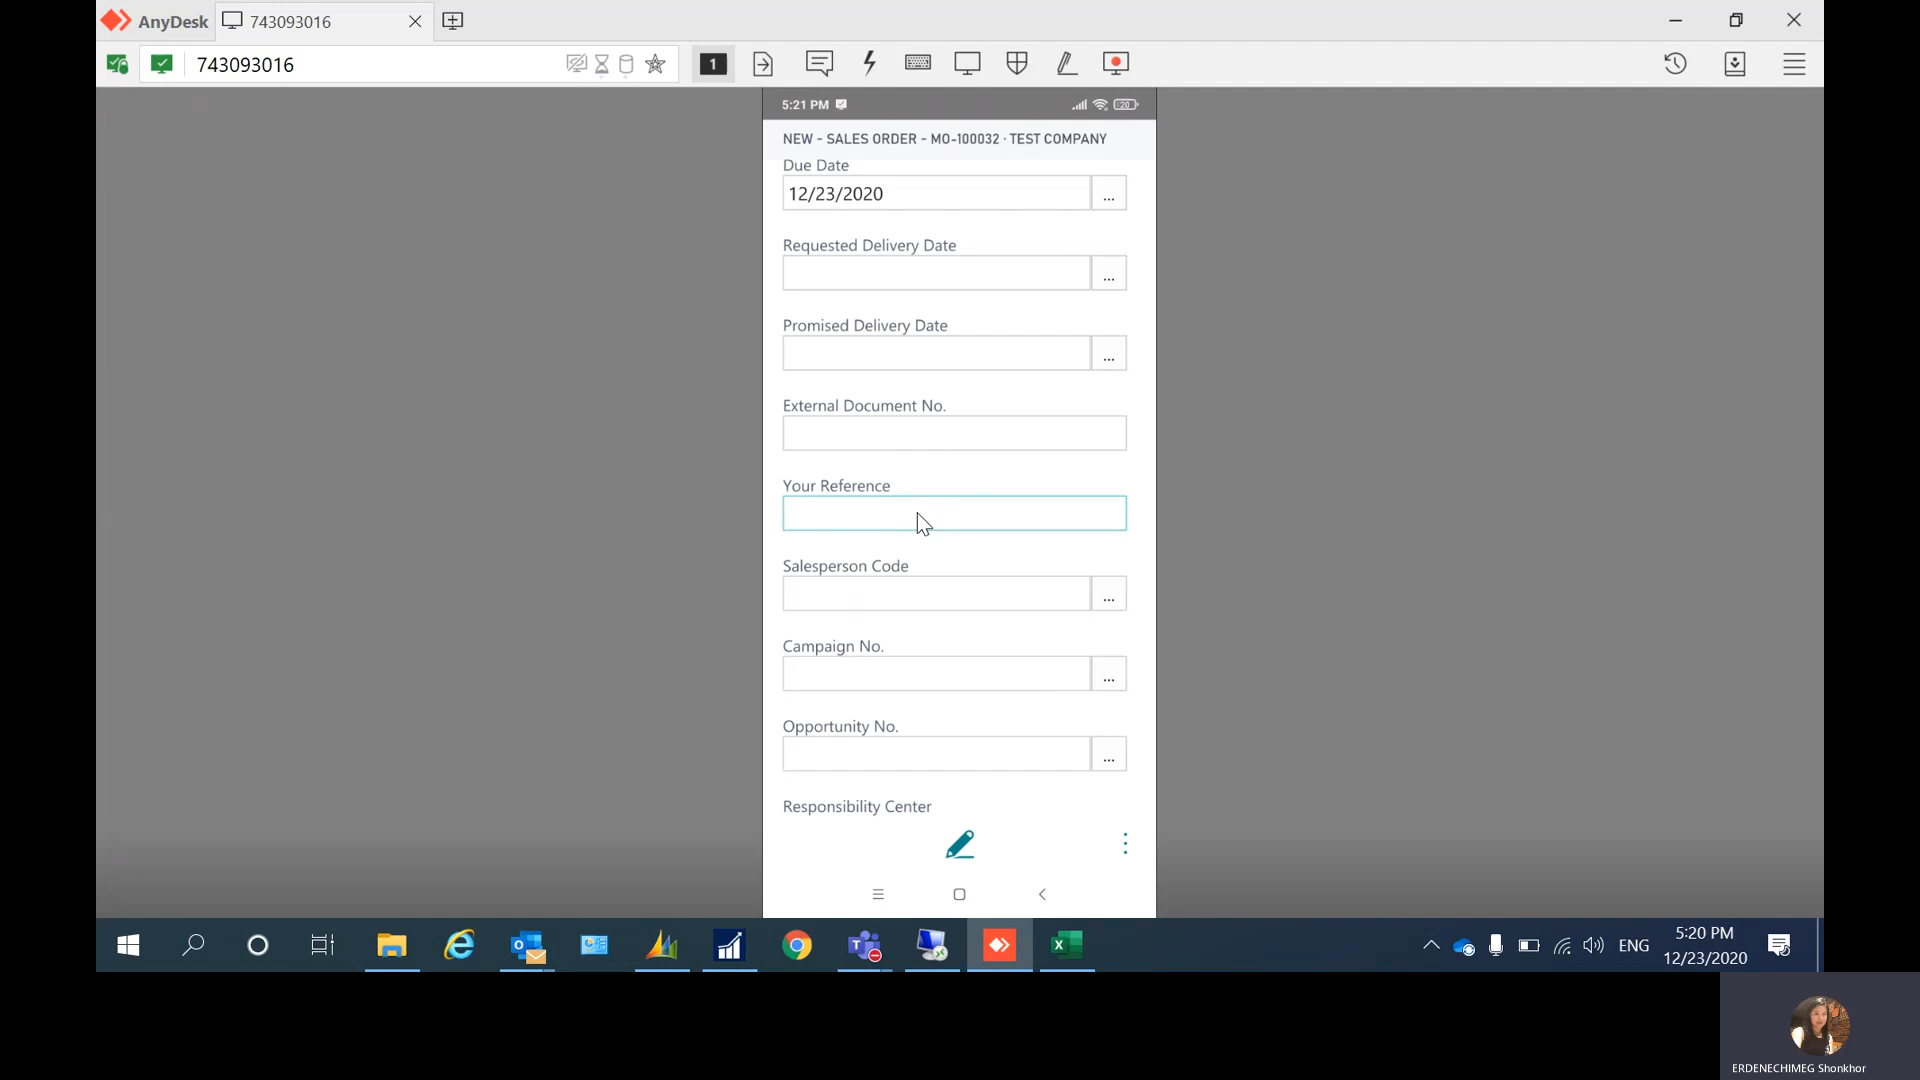 AnyDesk
743093016
743093016
1
5:21 PM
20
NEW - SALES ORDER - MO-100032 · TEST COMPANY
Due Date
12/23/2020
...
Requested Delivery Date
...
Promised Delivery Date
...
External Document No.
Your Reference
Salesperson Code
...
Campaign No.
...
Opportunity No.
...
Responsibility Center
ENG
5:20 PM
12/23/2020
ERDENECHIMEG Shonkhor